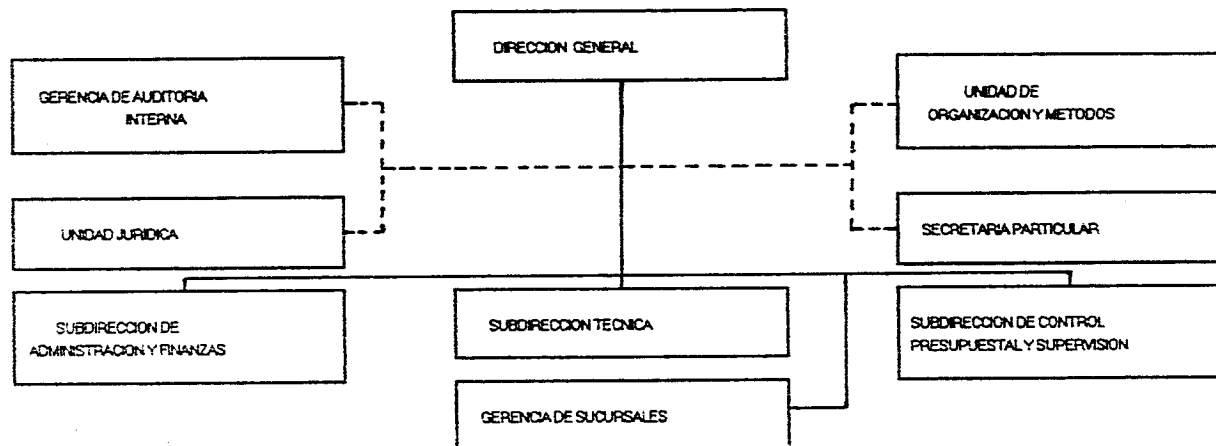 DIRECCION GENERAL
GERENCIA DE AUDITORIA
INTERNA
UNIDAD DE
ORGANIZACION Y METODOS
UNIDAD JURIDICA
SECRETARIA PARTICULAR
SUBDIRECCION DE
ADMINISTRACION Y FINANZAS
SUBDIRECCION TECNICA
SUBDIRECCION DE CONTROL
PRESUPUESTAL Y SUPERVISION
GERENCIA DE SUCURSALES